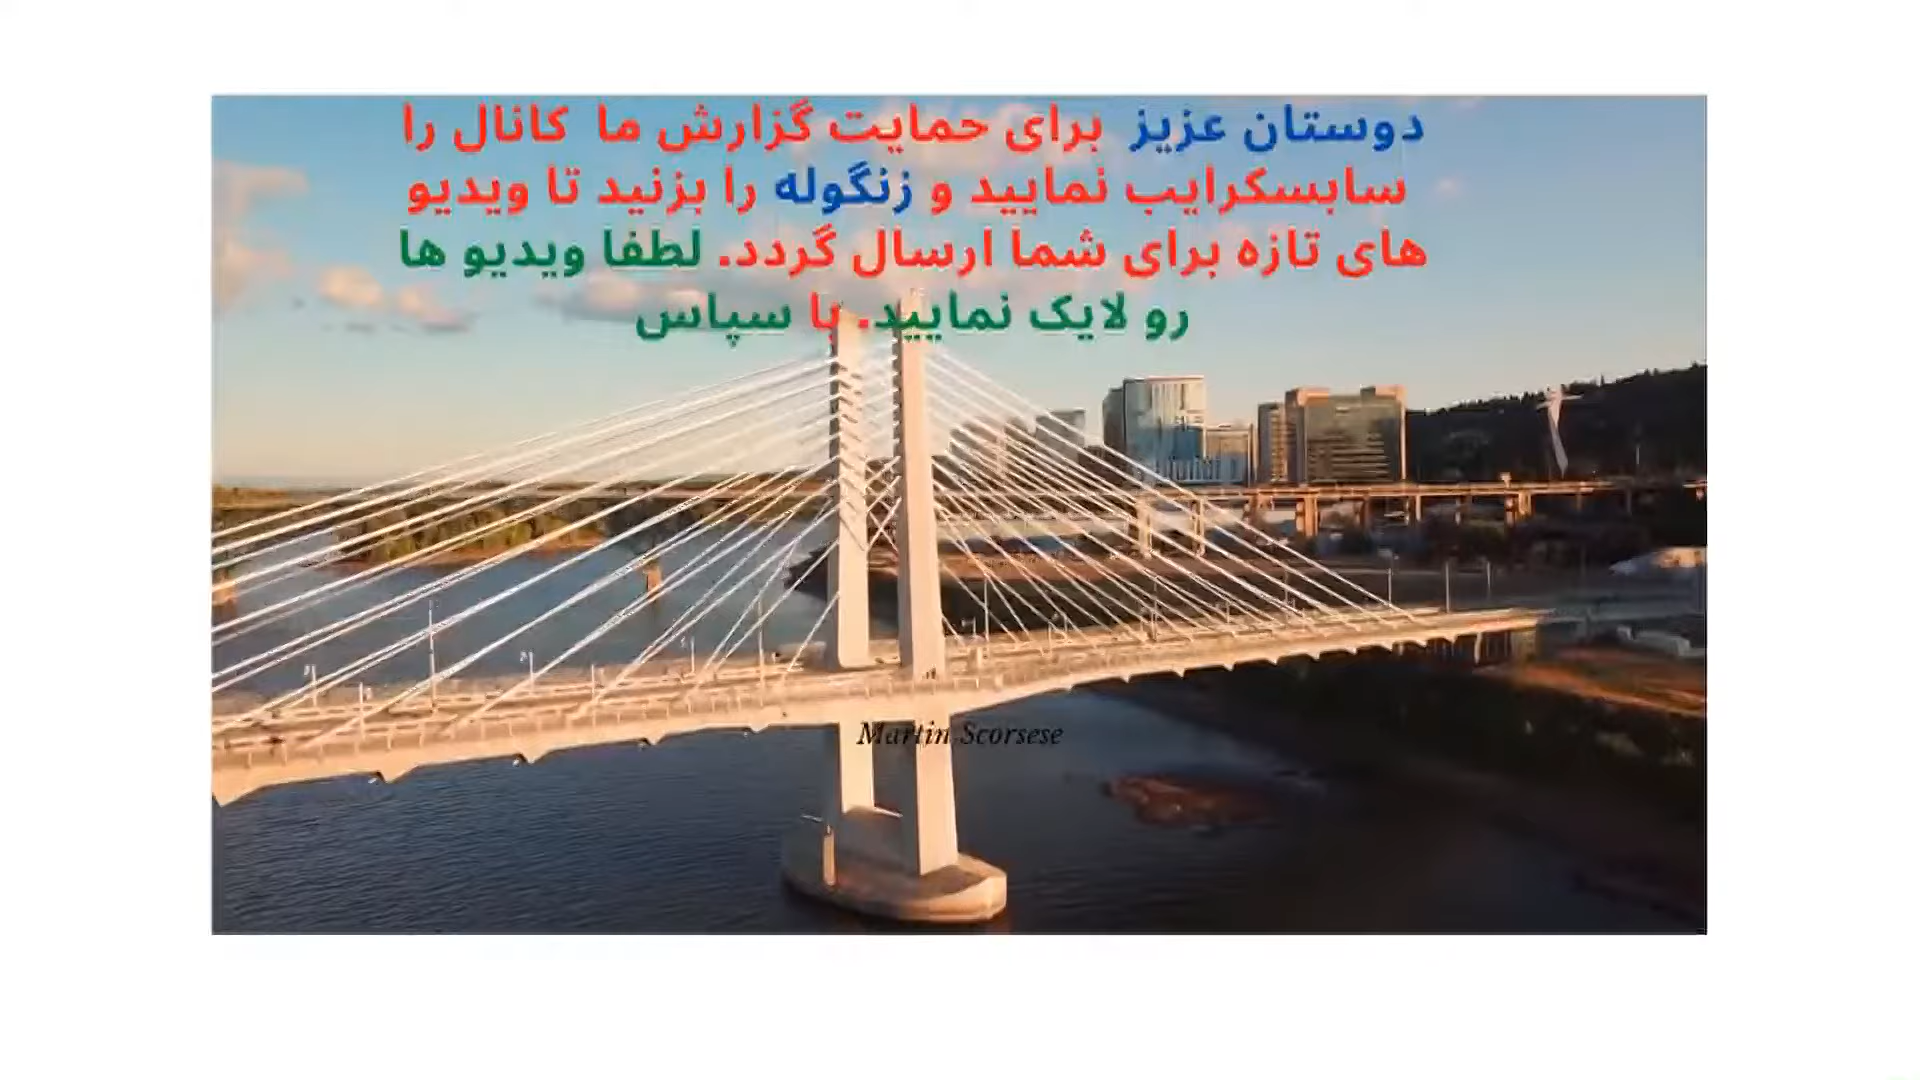 دوستان عزیز برای حمایت گزارش ما کانال را
سابسکرایب نمایید و زنگوله را بزنید تا ویدیو
های تازه برای شما ارسال گردد. لطفا ویدیو ها
رو لایک نمایید. با سپاس
Martin Scorsese